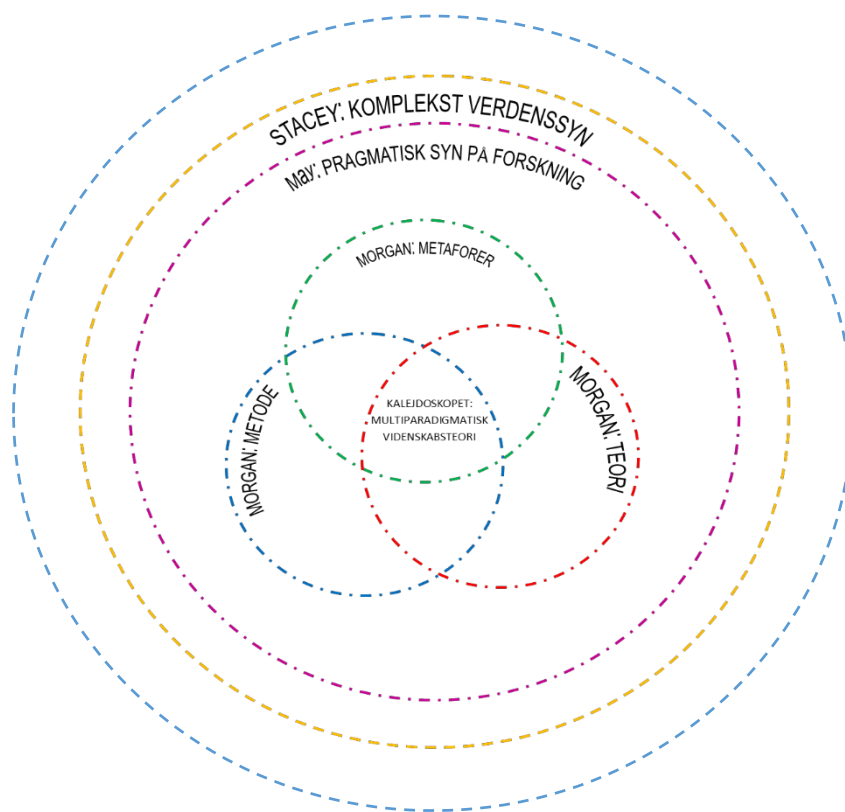 STACEY: KOMPLEKST VERDENSSYN
May: PRAGMATISK SYN PÅ FORSKNING
MORGAN: METAFORER
MORGAN: METODE
KALEJDOSKOPET:
MULTIPARADIGMATISK
VIDENSKABSTEORI
MORGAN: TEORI